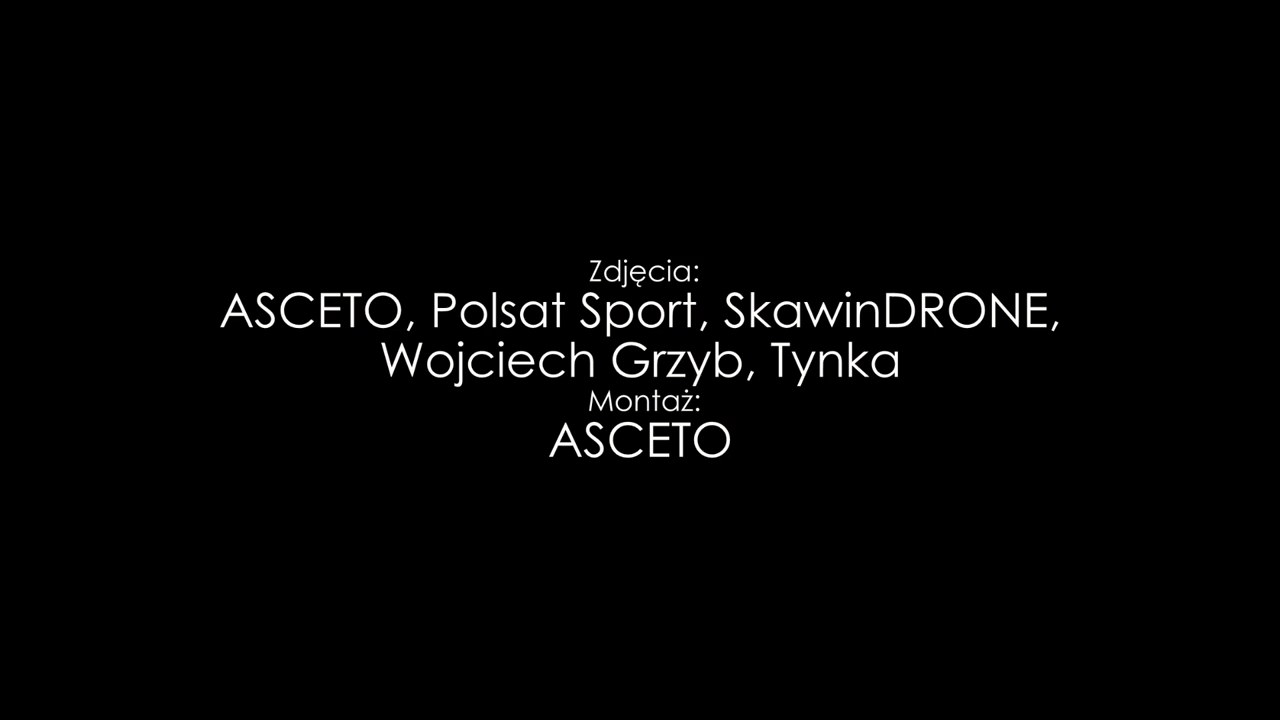 Zdjęcia:
ASCETO, Polsat Sport, SkawinDRONE,
Wojciech Grzyb, Tynka
Montaż:
ASCETO